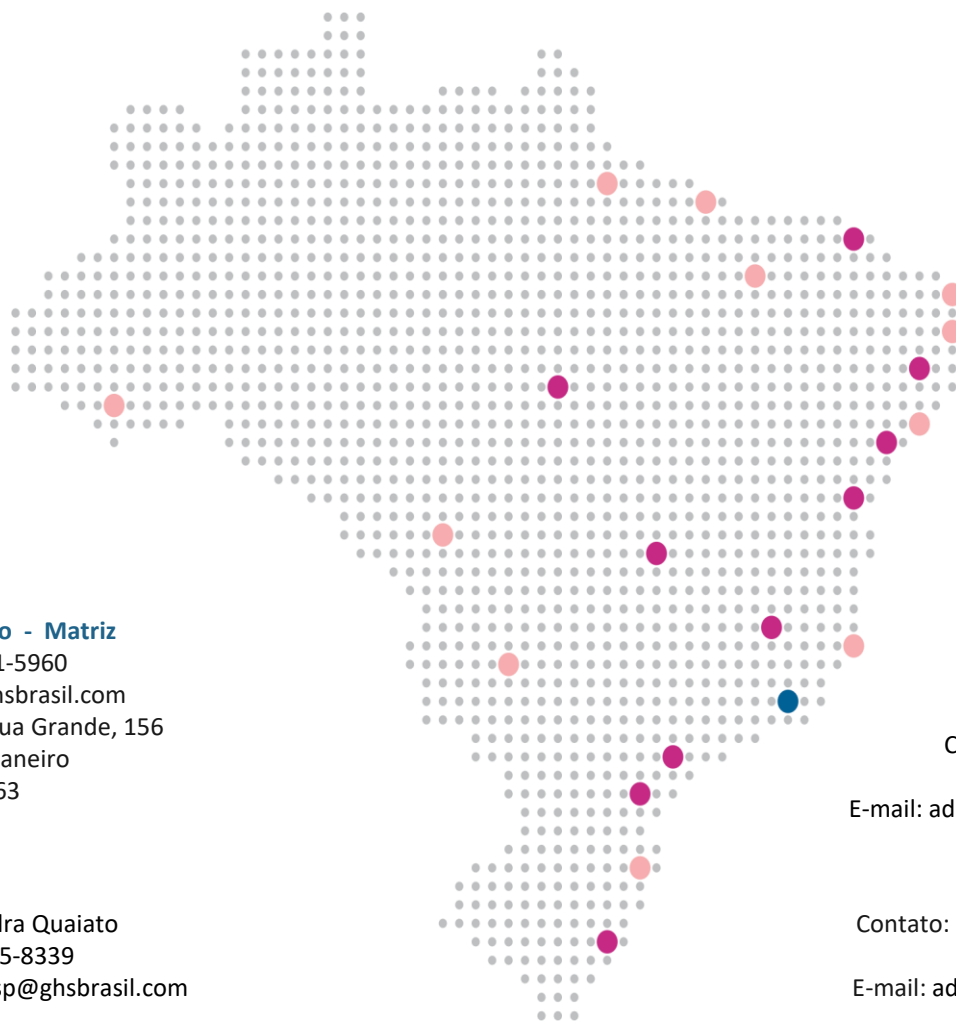 o - Matriz
1-5960
hsbrasil.com
ua Grande, 156
aneiro
63
dra Quaiato
5-8339
sp@ghsbrasil.com
C
E-mail: ad
Contato:
E-mail: ad